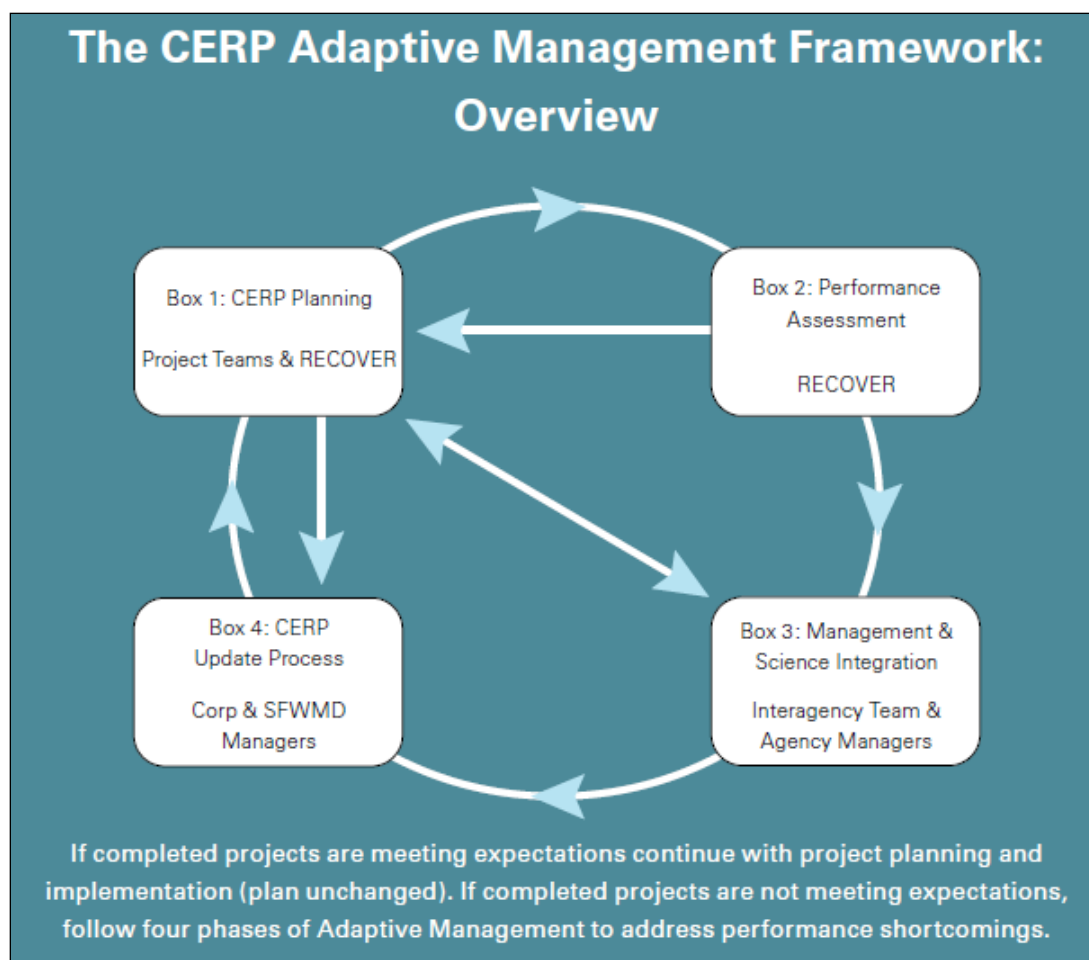 The CERP Adaptive Management Framework:
Overview
Box 1: CERP Planning
Project Teams & RECOVER
Box 2: Performance
Assessment
RECOVER
Box 4: CERP
Update Process
Corp & SFWMD
Managers
Box 3: Management &
Science Integration
Interagency Team &
Agency Managers
If completed projects are meeting expectations continue with project planning and
implementation (plan unchanged). If completed projects are not meeting expectations,
follow four phases of Adaptive Management to address performance shortcomings.